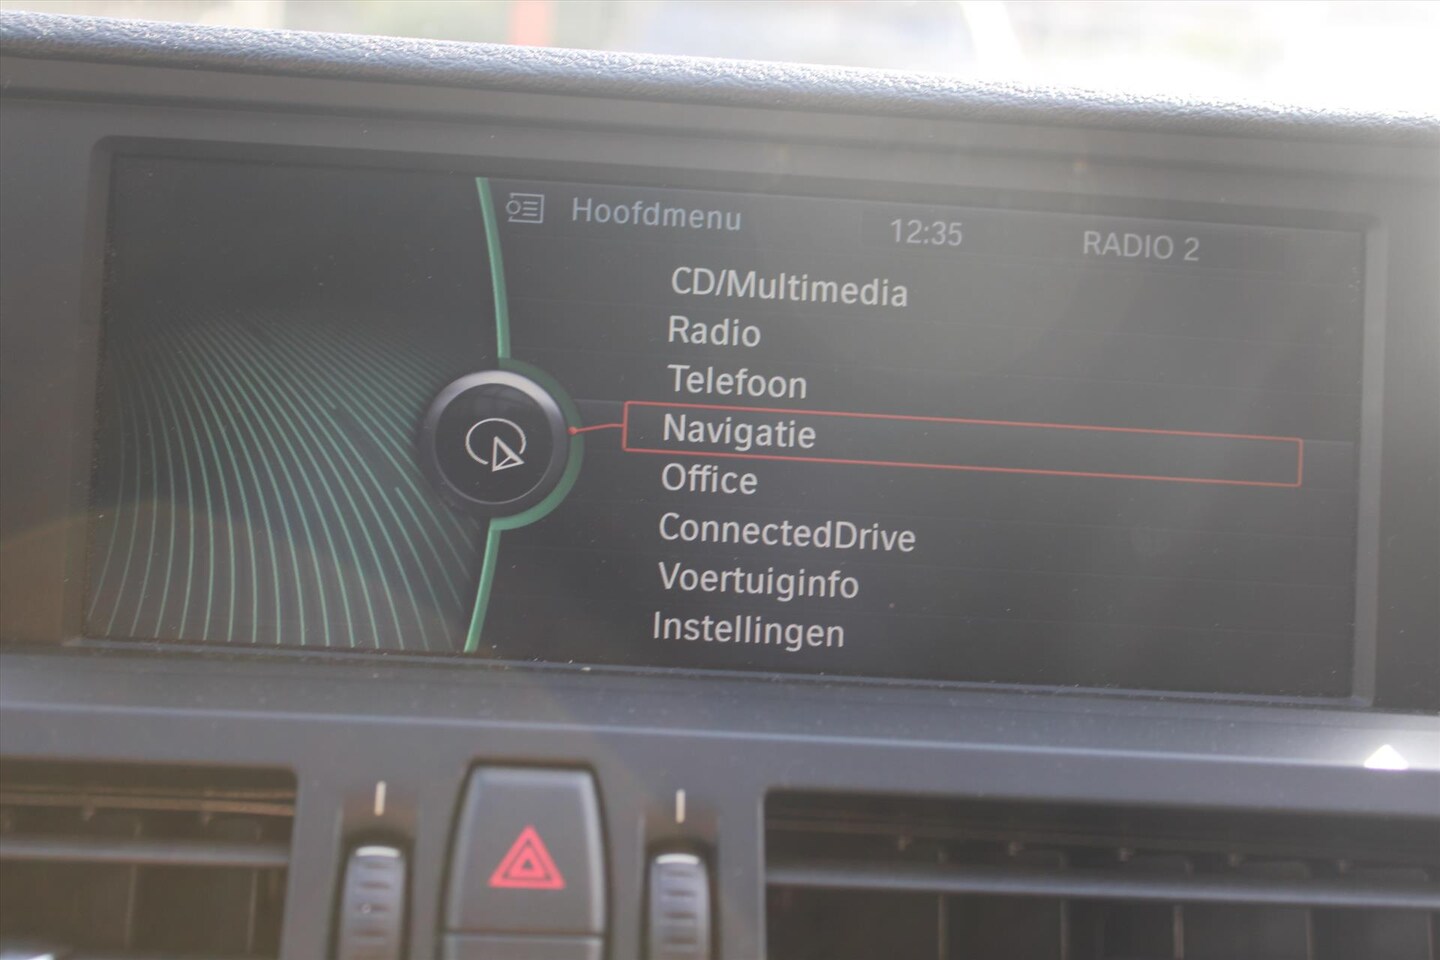 Hoofdmenu 12:35 RADIO 2
CD/Multimedia
Radio
Telefoon
Navigatie
Office
ConnectedDrive
Voertuiginfo
Instellingen